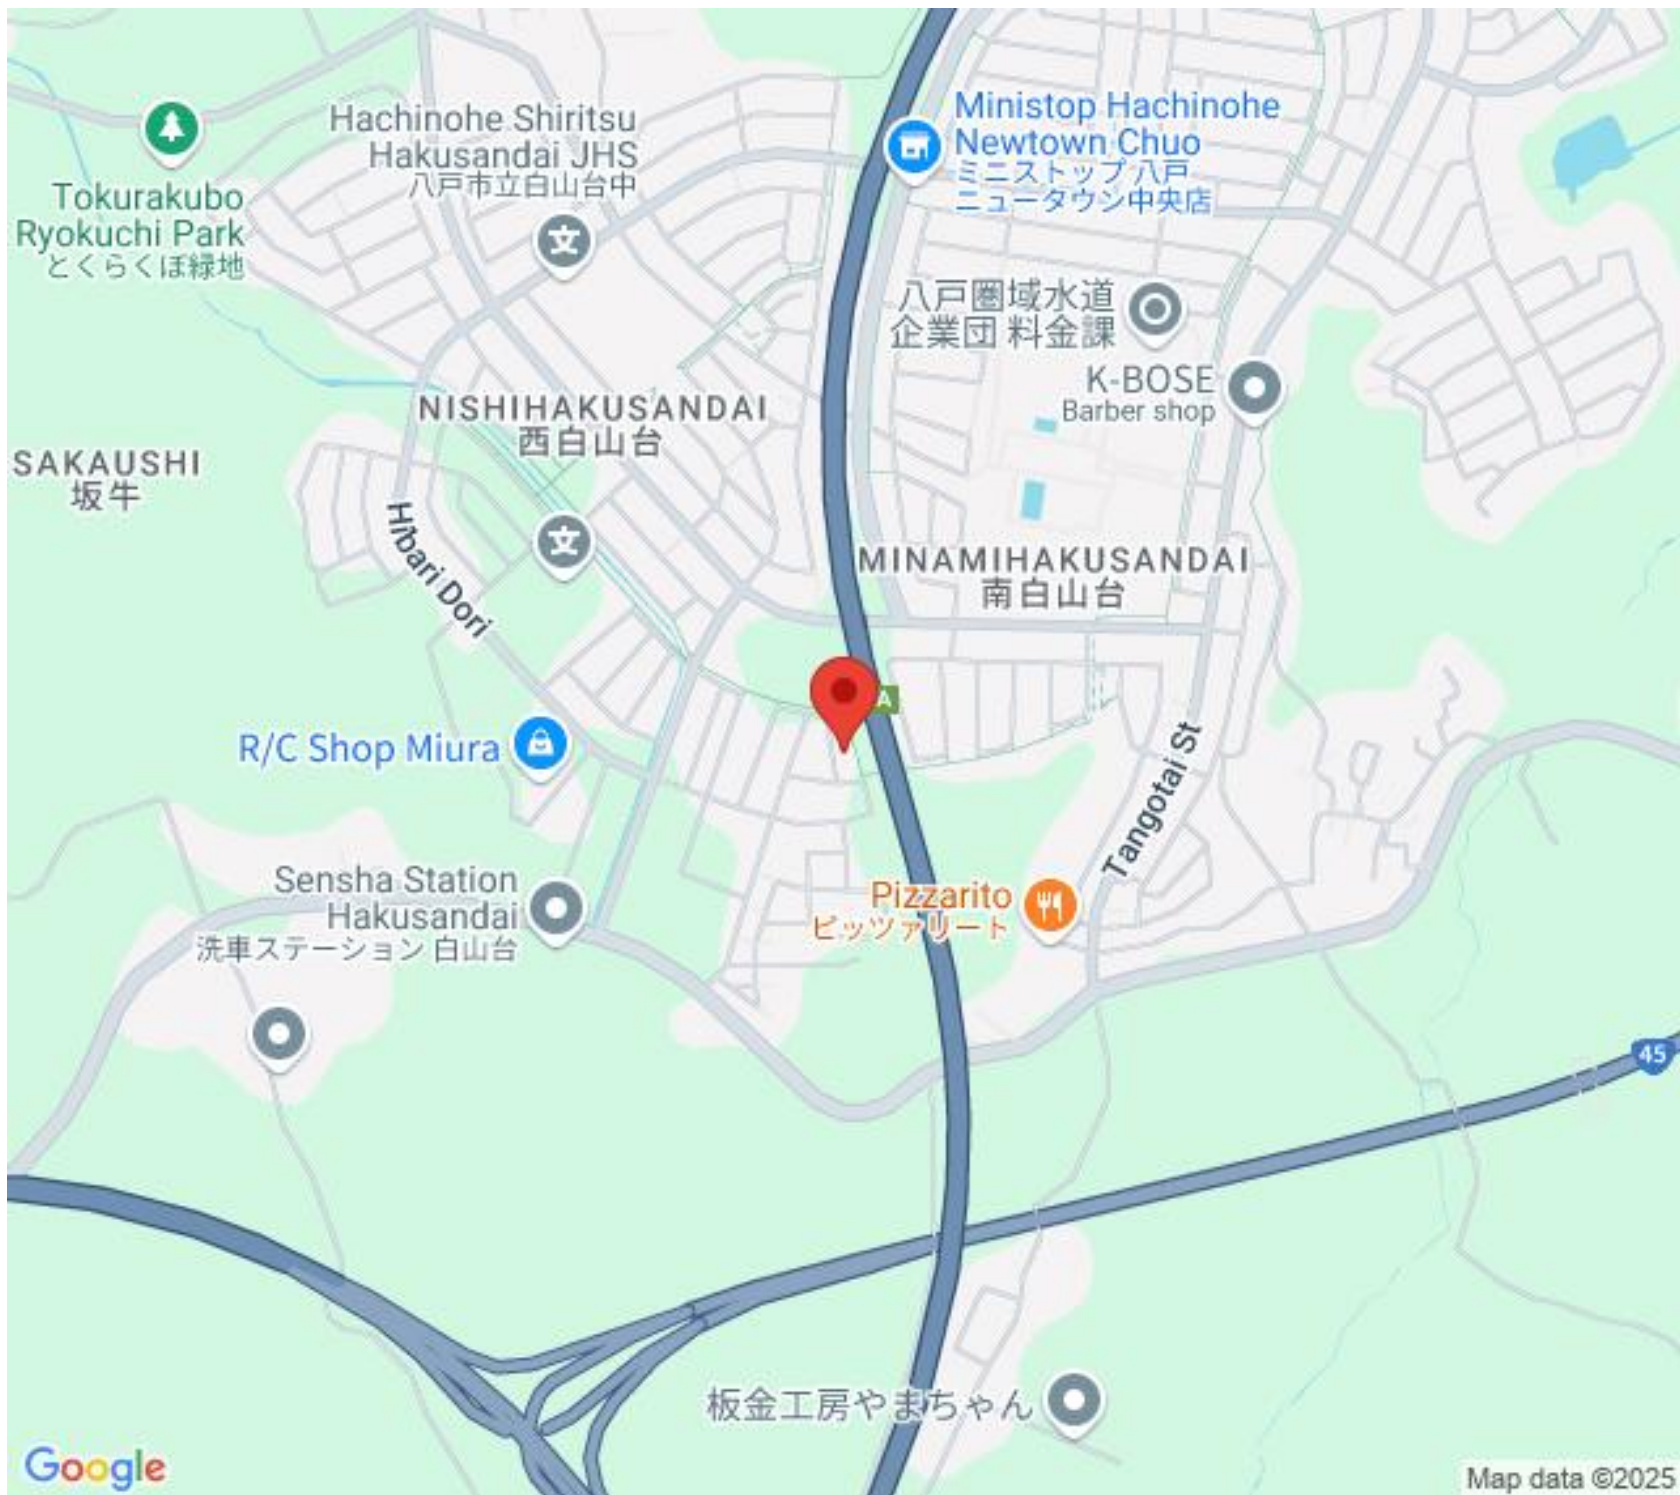 Ministop Hachinohe
Newtown Chuo
ミニストップ 八戸
ニュータウン中央店
Hachinohe Shiritsu
Hakusandai JHS
八戸市立白山台中
Tokurakubo
Ryokuchi Park
とくらくぼ緑地
八戸圏域水道
企業団 料金課
K-BOSE
Barber shop
NISHIHAKUSANDAI
西白山台
SAKAUSHI
坂牛
Hibari Dori
MINAMIHAKUSANDAI
南白山台
A
R/C Shop Miura
Tangotai St
Sensha Station
Hakusandai
洗車ステーション 白山台
Pizzarito
ピッツァリート
45
板金工房やまちゃん
Google
Map data ©2025